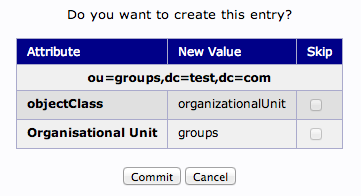 Do you want to create this entry?
Attribute New Value Skip
ou=groups,dc=test,dc=com
objectClass organizationalUnit
Organisational Unit groups
Commit Cancel